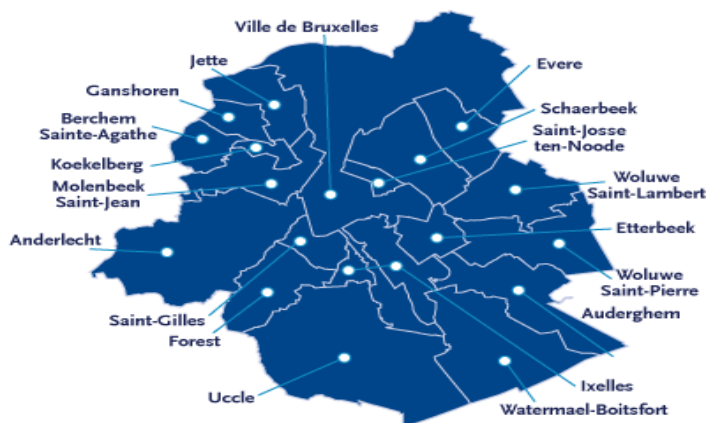 Ville de Bruxelles
Jette
Evere
Ganshoren
Schaerbeek
Berchem
Sainte-Agathe
Saint-Josse
ten-Noode
Koekelberg
Woluwe
Saint-Lambert
Molenbeek
Saint-Jean
Etterbeek
Anderlecht
Woluwe
Saint-Pierre
Auderghem
Saint-Gilles
Forest
Ixelles
Uccle
Watermael-Boitsfort